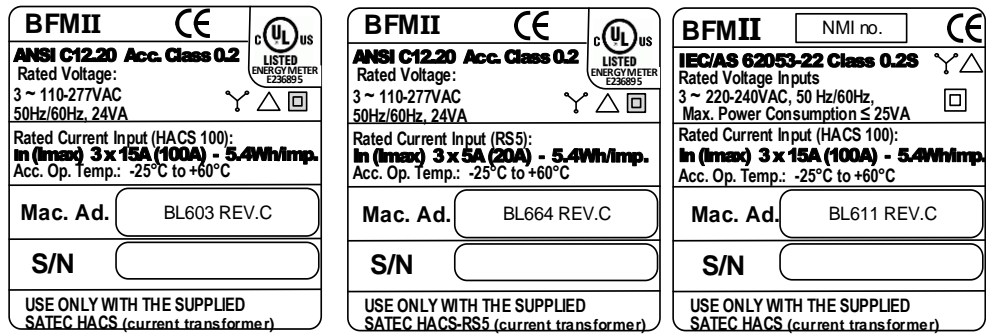 BFMII CE
C UL US
LISTED
ENERGY METER
E236895
ANSI C12.20 Acc. Class 0.2
Rated Voltage:
3 ~ 110-277VAC
50Hz/60Hz, 24VA
Rated Current Input (HACS 100):
In (Imax) 3 x 15A (100A) - 5.4Wh/imp.
Acc. Op. Temp.: -25°C to +60°C
Mac. Ad. BL603 REV.C
S/N
USE ONLY WITH THE SUPPLIED
SATEC HACS (current transformer)
BFMII CE
C UL US
LISTED
ENERGY METER
E236895
ANSI C12.20 Acc. Class 0.2
Rated Voltage:
3 ~ 110-277VAC
50Hz/60Hz, 24VA
Rated Current Input (RS5):
In (Imax) 3 x 5A (20A) - 5.4Wh/imp.
Acc. Op. Temp.: -25°C to +60°C
Mac. Ad. BL664 REV.C
S/N
USE ONLY WITH THE SUPPLIED
SATEC HACS-RS5 (current transformer)
BFMII NMI no. CE
IEC/AS 62053-22 Class 0.2S
Rated Voltage Inputs
3 ~ 220-240VAC, 50 Hz/60Hz,
Max. Power Consumption ≤ 25VA
Rated Current Input (HACS 100):
In (Imax) 3 x 15A (100A) - 5.4Wh/imp.
Acc. Op. Temp.: -25°C to +60°C
Mac. Ad. BL611 REV.C
S/N
USE ONLY WITH THE SUPPLIED
SATEC HACS (current transformer)